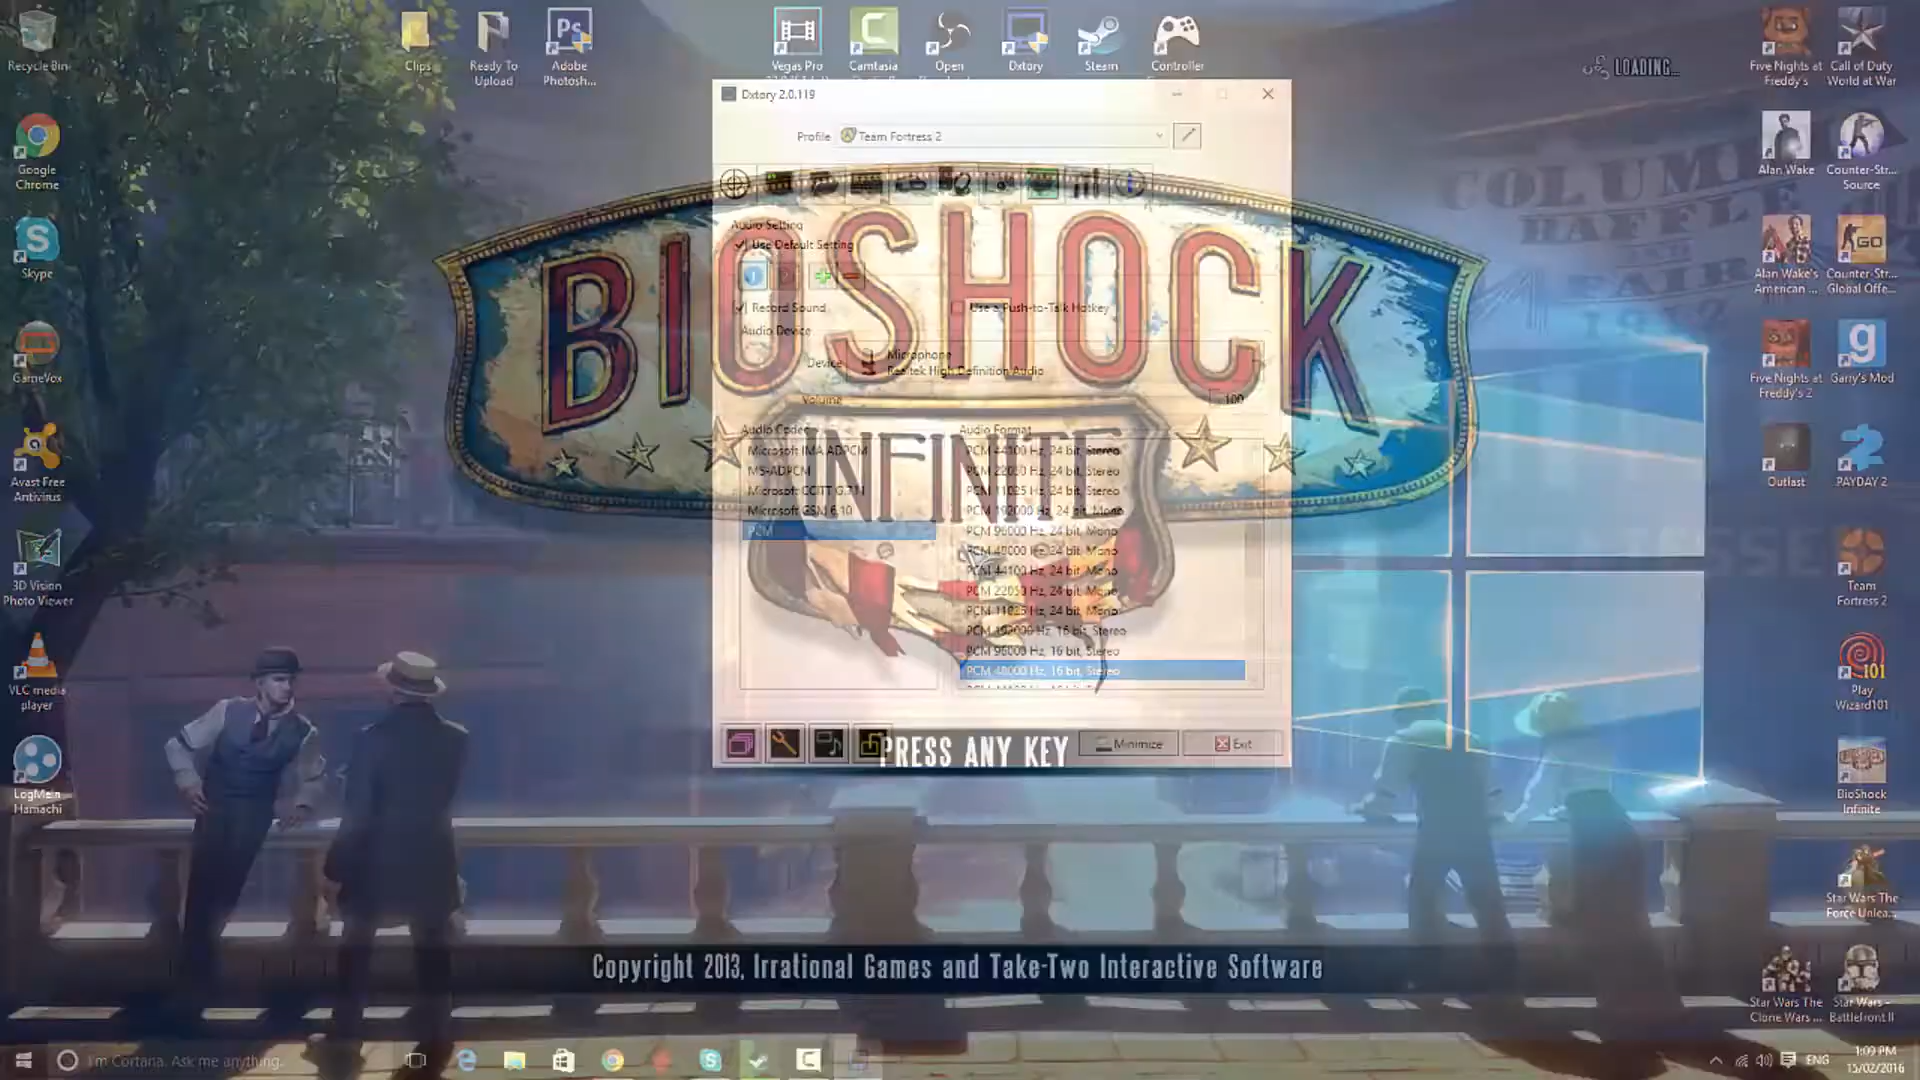 Recycle Bin
Google
Chrome
Skype
GameVox
Avast Free
Antivirus
3D Vision
Photo Viewer
VLC media
player
LogMeIn
Hamachi
Clips
Ready To
Upload
Ps
Adobe
Photosh...
Vegas Pro
Camtasia
Open
Dxtory
Steam
Controller
LOADING...
Five Nights at
Freddy's
Call of Duty
World at War
Alan Wake
Counter-Str...
Source
Alan Wake's
American ...
GO
Counter-Str...
Global Offe...
Five Nights at
Freddy's 2
Garry's Mod
Outlast
PAYDAY 2
Team
Fortress 2
101
Play
Wizard101
BioShock
Infinite
Star Wars The
Force Unlea...
Star Wars The
Clone Wars ...
Star Wars -
Battlefront II
RAFFLE
FAIR
Dxtory 2.0.119
Profile
Team Fortress 2
Audio Setting
Use Default Setting
Record Sound
Use a Push-to-Talk Hotkey
Audio Device
Device
Microphone
Realtek High Definition Audio
Volume
100
Audio Codec
Microsoft IMA ADPCM
MS-ADPCM
Microsoft CCITT G.711
Microsoft GSM 6.10
PCM
Audio Format
PCM 44100 Hz, 24 bit, Stereo
PCM 22050 Hz, 24 bit, Stereo
PCM 11025 Hz, 24 bit, Stereo
PCM 192000 Hz, 24 bit, Mono
PCM 96000 Hz, 24 bit, Mono
PCM 48000 Hz, 24 bit, Mono
PCM 44100 Hz, 24 bit, Mono
PCM 22050 Hz, 24 bit, Mono
PCM 11025 Hz, 24 bit, Mono
PCM 192000 Hz, 16 bit, Stereo
PCM 96000 Hz, 16 bit, Stereo
PCM 48000 Hz, 16 bit, Stereo
Minimize
Exit
BIOSHOCK
INFINITE
PRESS ANY KEY
Copyright 2013, Irrational Games and Take-Two Interactive Software
I'm Cortana. Ask me anything.
ENG
1:09 PM
15/02/2016